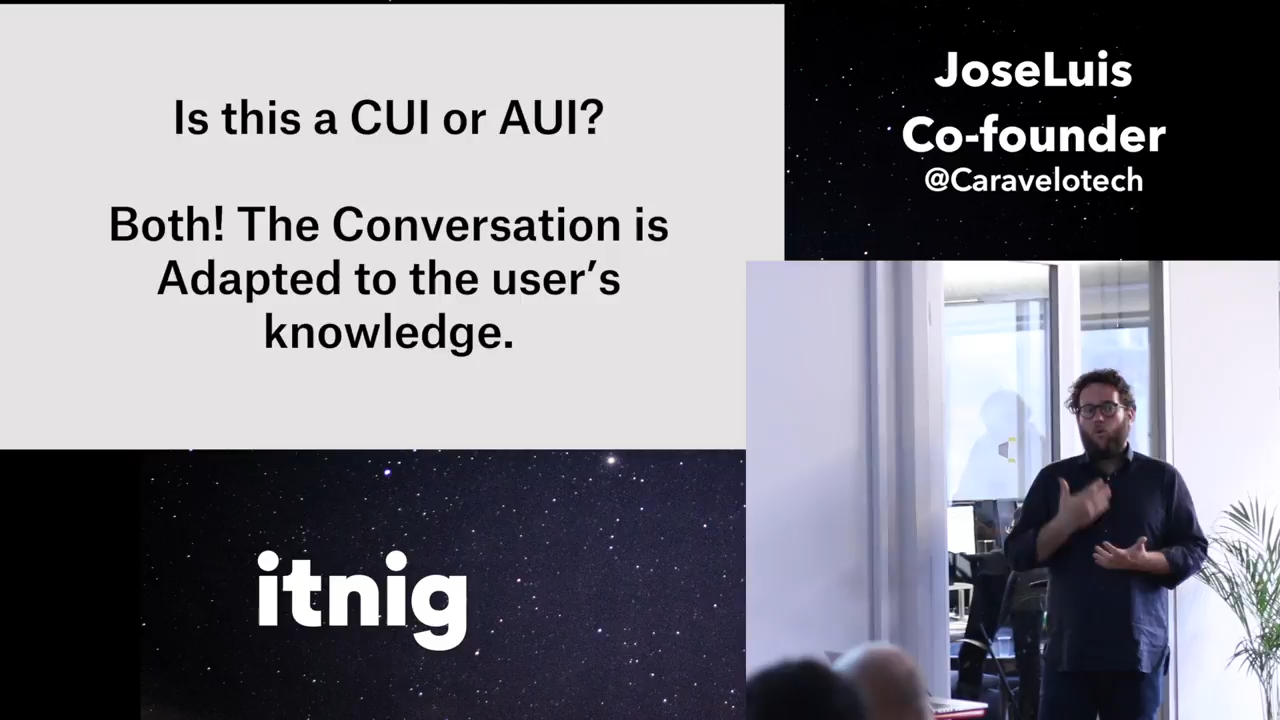 Is this a CUI or AUI?
Both! The Conversation is
Adapted to the user’s
knowledge.
JoseLuis
Co-founder
@Caravelotech
itnig